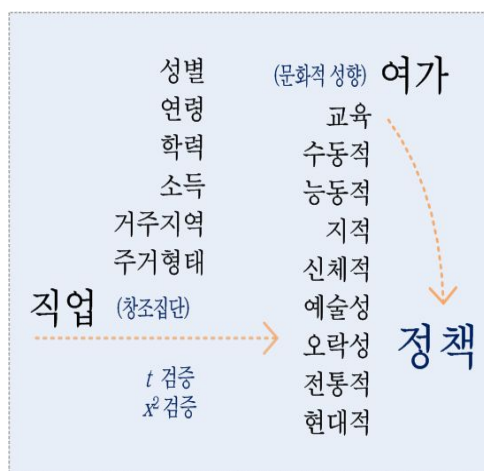 성별
연령
학력
소득
거주지역
주거형태
직업 (창조집단)
t 검증
x² 검증
(문화적 성향) 여가
교육
수동적
능동적
지적
신체적
예술성
오락성
전통적
현대적
정책